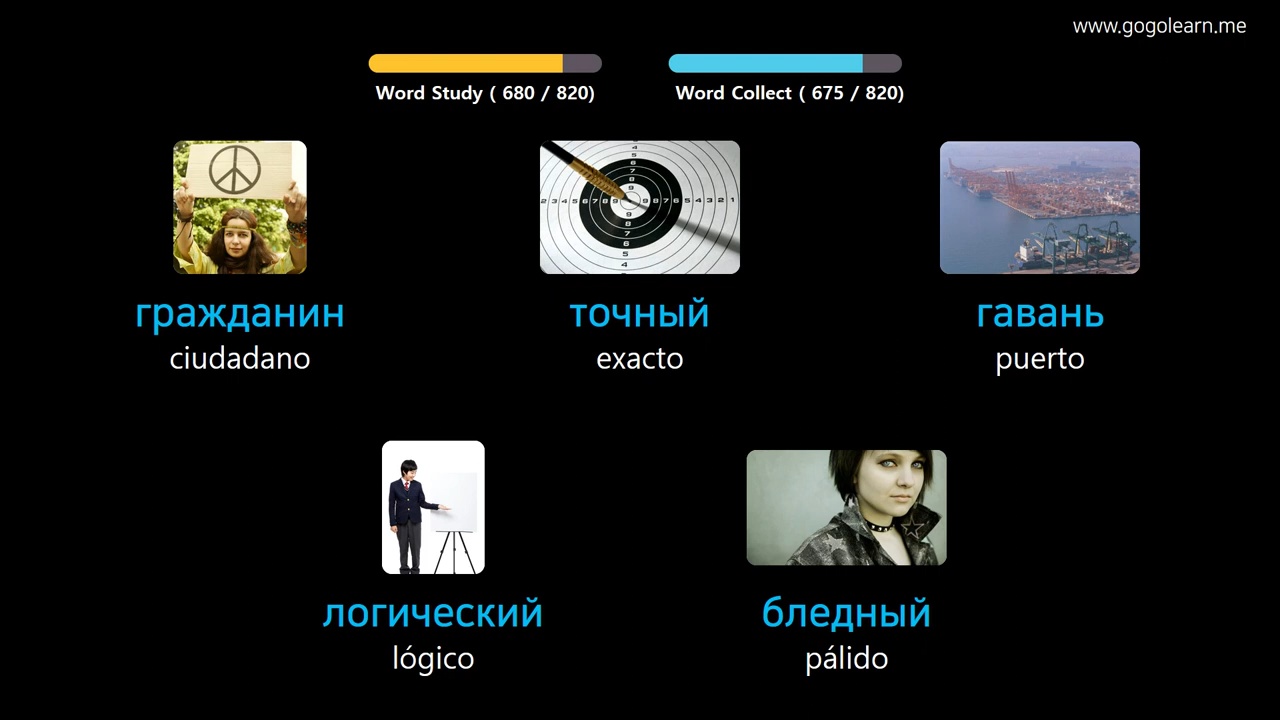 www.gogolearn.me
Word Study ( 680 / 820)
Word Collect ( 675 / 820)
гражданин
ciudadano
точный
exacto
гавань
puerto
логический
lógico
бледный
pálido